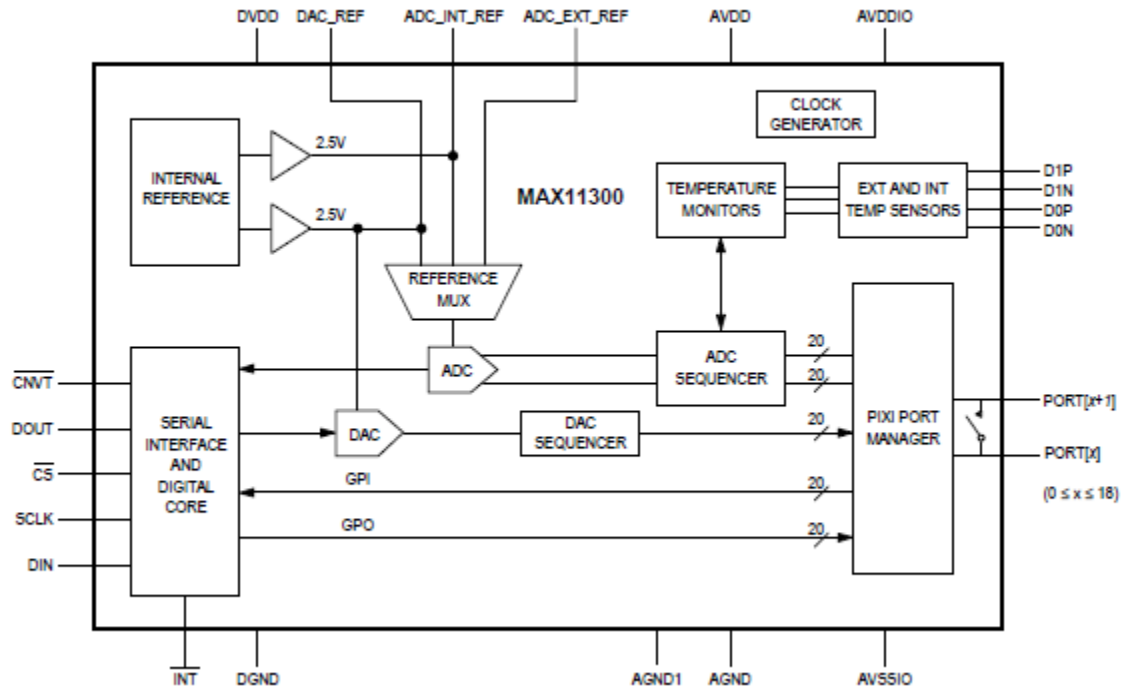 DVDD DAC_REF ADC_INT_REF ADC_EXT_REF AVDD AVDDIO
CLOCK
GENERATOR
2.5V
INTERNAL
REFERENCE
2.5V
MAX11300
TEMPERATURE
MONITORS
EXT AND INT
TEMP SENSORS
D1P
D1N
D0P
D0N
REFERENCE
MUX
ADC
ADC
SEQUENCER
20
20
CNVT
DOUT
CS
SCLK
DIN
SERIAL
INTERFACE
AND
DIGITAL
CORE
DAC
DAC
SEQUENCER
20
PIXI PORT
MANAGER
PORT[x+1]
PORT[x]
(0 ≤ x ≤ 18)
GPI
20
GPO
20
INT DGND AGND1 AGND AVSSIO